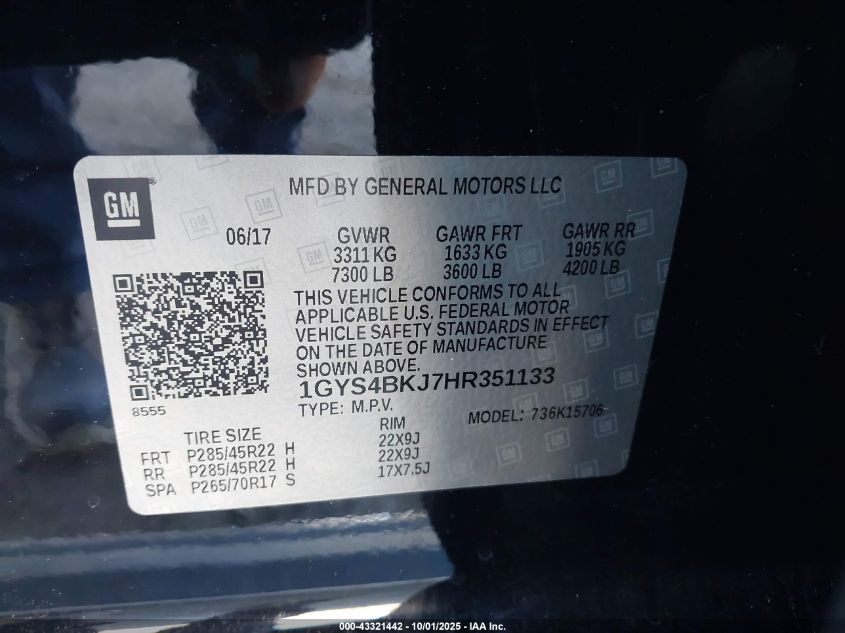 GM
MFD BY GENERAL MOTORS LLC
06/17
GVWR GAWR FRT GAWR RR
3311 KG 1633 KG 1905 KG
7300 LB 3600 LB 4200 LB
THIS VEHICLE CONFORMS TO ALL
APPLICABLE U.S. FEDERAL MOTOR
VEHICLE SAFETY STANDARDS IN EFFECT
ON THE DATE OF MANUFACTURE
SHOWN ABOVE.
1GYS4BKJ7HR351133
8555
TYPE: M.P.V.
MODEL: 736K15706
TIRE SIZE RIM
FRT P285/45R22 H 22X9J
RR P285/45R22 H 22X9J
SPA P265/70R17 S 17X7.5J
000-43321442 - 10/01/2025 - IAA Inc.